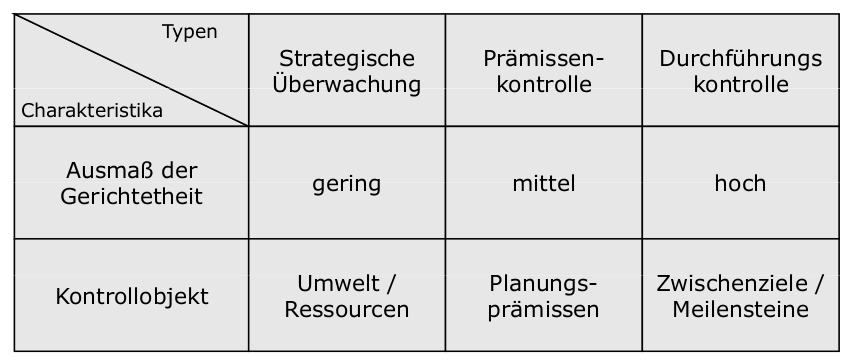 Typen
Charakteristika
Strategische
Überwachung
Prämissen-
kontrolle
Durchführungs
kontrolle
Ausmaß der
Gerichtetheit
gering
mittel
hoch
Kontrollobjekt
Umwelt /
Ressourcen
Planungs-
prämissen
Zwischenziele /
Meilensteine